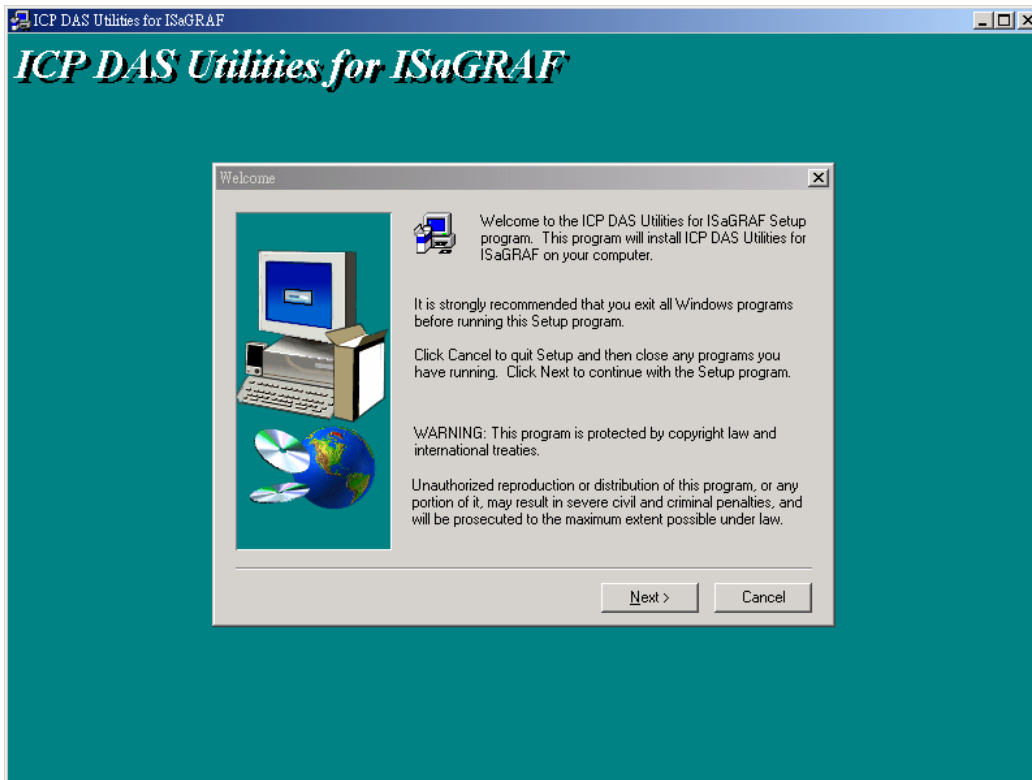 ICP DAS Utilities for ISaGRAF
ICP DAS Utilities for ISaGRAF
Welcome
Welcome to the ICP DAS Utilities for ISaGRAF Setup
program. This program will install ICP DAS Utilities for
ISaGRAF on your computer.
It is strongly recommended that you exit all Windows programs
before running this Setup program.
Click Cancel to quit Setup and then close any programs you
have running. Click Next to continue with the Setup program.
WARNING: This program is protected by copyright law and
international treaties.
Unauthorized reproduction or distribution of this program, or any
portion of it, may result in severe civil and criminal penalties, and
will be prosecuted to the maximum extent possible under law.
Next >
Cancel